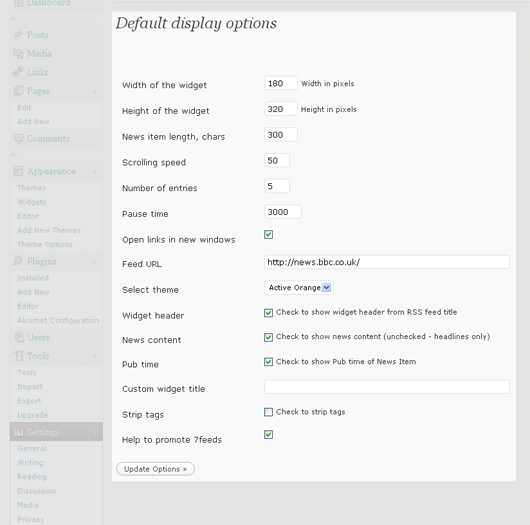 Dashboard
«
Posts
Media
Links
Pages
Edit
Add New
Comments
«
Appearance
Themes
Widgets
Editor
Add New Themes
Theme Options
Plugins
Installed
Add New
Editor
Akismet Configuration
Users
Tools
Tools
Import
Export
Upgrade
Settings
General
Writing
Reading
Discussion
Media
Privacy
Default display options
Width of the widget 180 Width in pixels
Height of the widget 320 Height in pixels
News item length, chars 300
Scrolling speed 50
Number of entries 5
Pause time 3000
Open links in new windows
Feed URL http://news.bbc.co.uk/
Select theme Active Orange
Widget header Check to show widget header from RSS feed title
News content Check to show news content (unchecked - headlines only)
Pub time Check to show Pub time of News Item
Custom widget title
Strip tags Check to strip tags
Help to promote 7feeds
Update Options »